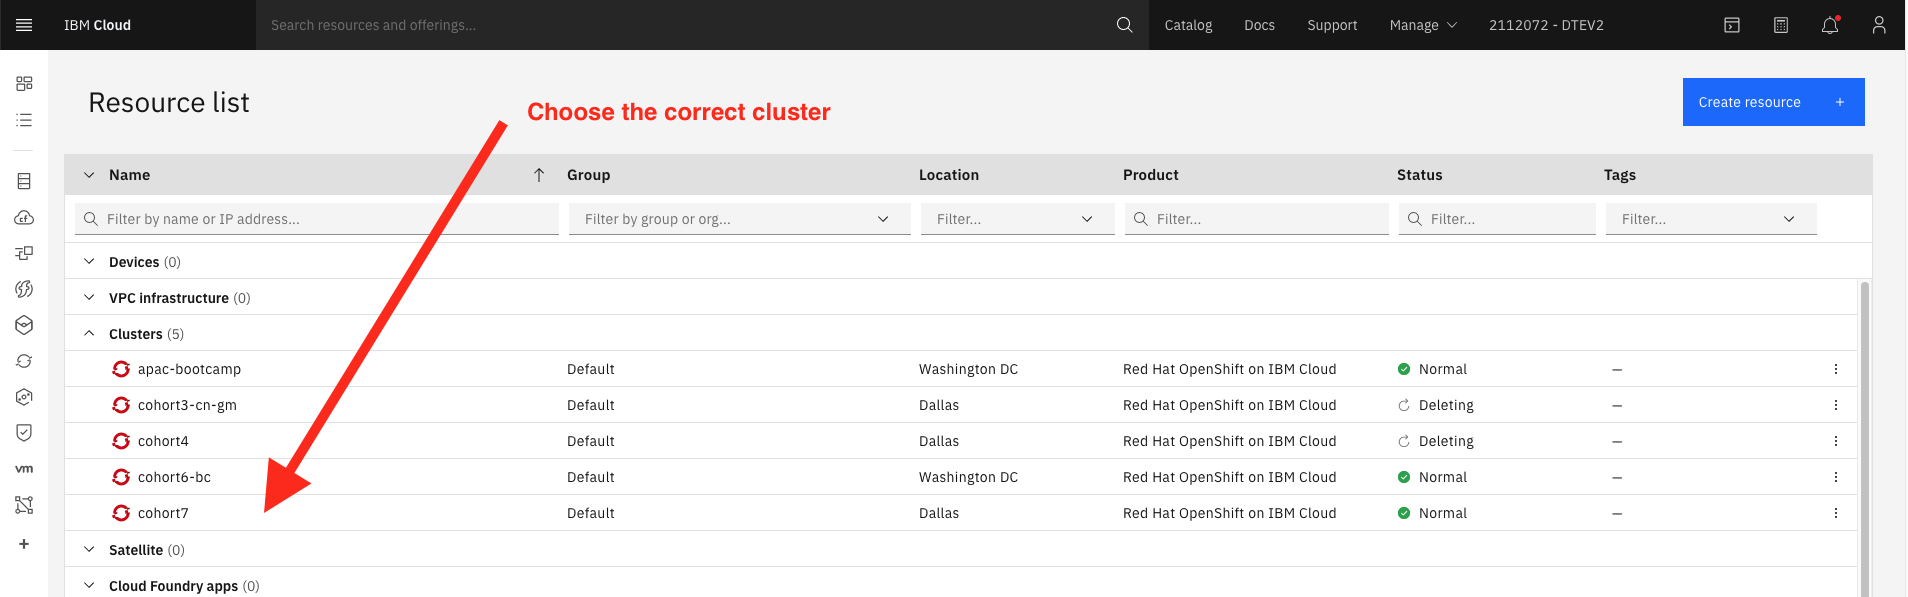 IBM Cloud
Search resources and offerings...
Catalog
Docs
Support
Manage
2112072 - DTEV2
Resource list
Choose the correct cluster
Create resource +
Name Group Location Product Status Tags
Filter by name or IP address... Filter by group or org... Filter... Filter... Filter... Filter...
Devices (0)
VPC infrastructure (0)
Clusters (5)
apac-bootcamp Default Washington DC Red Hat OpenShift on IBM Cloud Normal —
cohort3-cn-gm Default Dallas Red Hat OpenShift on IBM Cloud Deleting —
cohort4 Default Dallas Red Hat OpenShift on IBM Cloud Deleting —
cohort6-bc Default Washington DC Red Hat OpenShift on IBM Cloud Normal —
vm
cohort7 Default Dallas Red Hat OpenShift on IBM Cloud Normal —
Satellite (0)
Cloud Foundry apps (0)